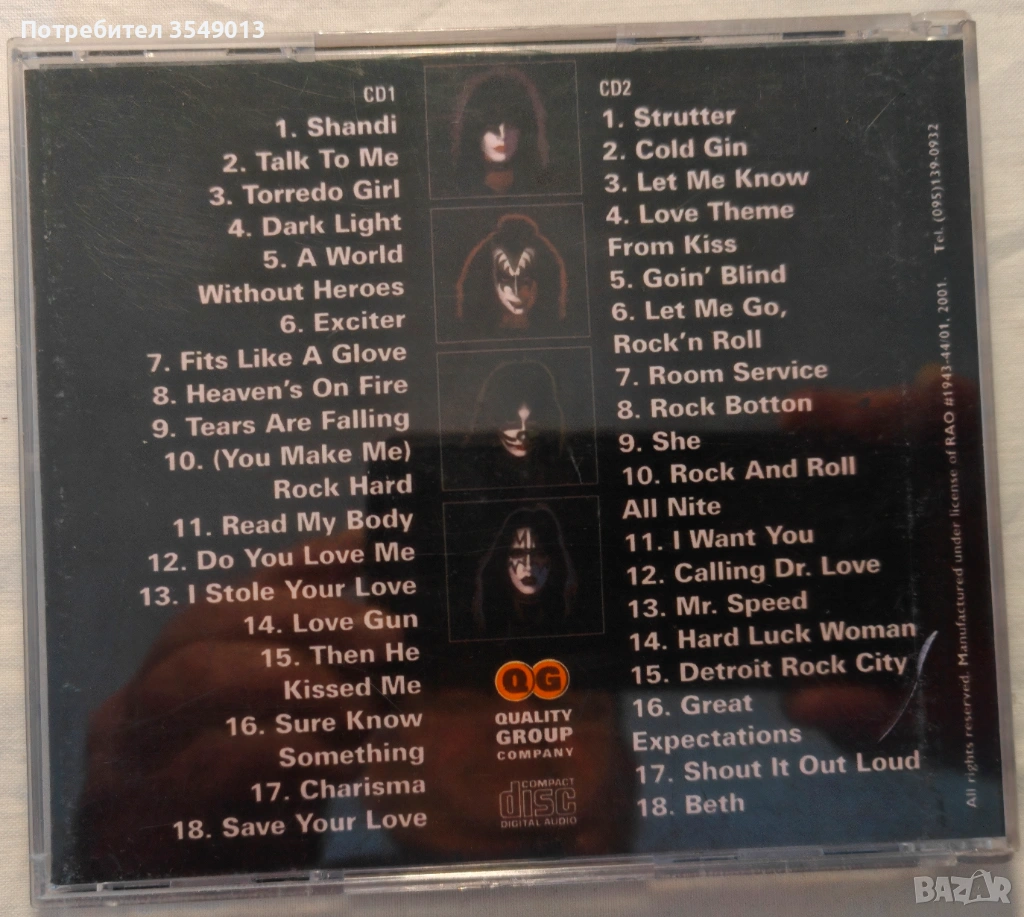 Потребител 3549013
CD1
1. Shandi
2. Talk To Me
3. Torredo Girl
4. Dark Light
5. A World
Without Heroes
6. Exciter
7. Fits Like A Glove
8. Heaven's On Fire
9. Tears Are Falling
10. (You Make Me)
Rock Hard
11. Read My Body
12. Do You Love Me
13. I Stole Your Love
14. Love Gun
15. Then He
Kissed Me
16. Sure Know
Something
17. Charisma
18. Save Your Love
QG
QUALITY
GROUP
COMPANY
COMPACT
disc
DIGITAL AUDIO
CD2
1. Strutter
2. Cold Gin
3. Let Me Know
4. Love Theme
From Kiss
5. Goin' Blind
6. Let Me Go,
Rock'n Roll
7. Room Service
8. Rock Botton
9. She
10. Rock And Roll
All Nite
11. I Want You
12. Calling Dr. Love
13. Mr. Speed
14. Hard Luck Woman
15. Detroit Rock City
16. Great
Expectations
17. Shout It Out Loud
18. Beth
All rights reserved. Manufactured under license of RAO #1943-44/01, 2001. Tel. (095)139-0932
BAZAR